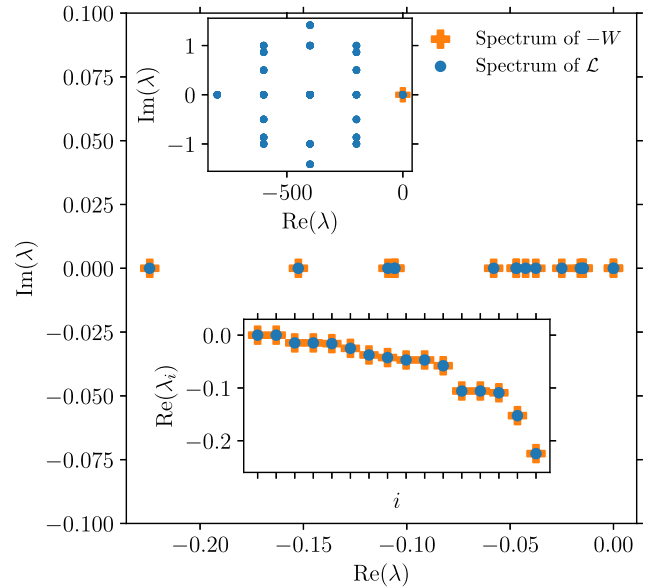 0.100
0.075
0.050
0.025
0.000
−0.025
−0.050
−0.075
−0.100
Im(λ)
−0.20
−0.15
−0.10
−0.05
0.00
Re(λ)
Spectrum of −W
Spectrum of ℒ
1
0
−1
Im(λ)
−500
0
Re(λ)
0.0
−0.1
−0.2
Re(λᵢ)
i